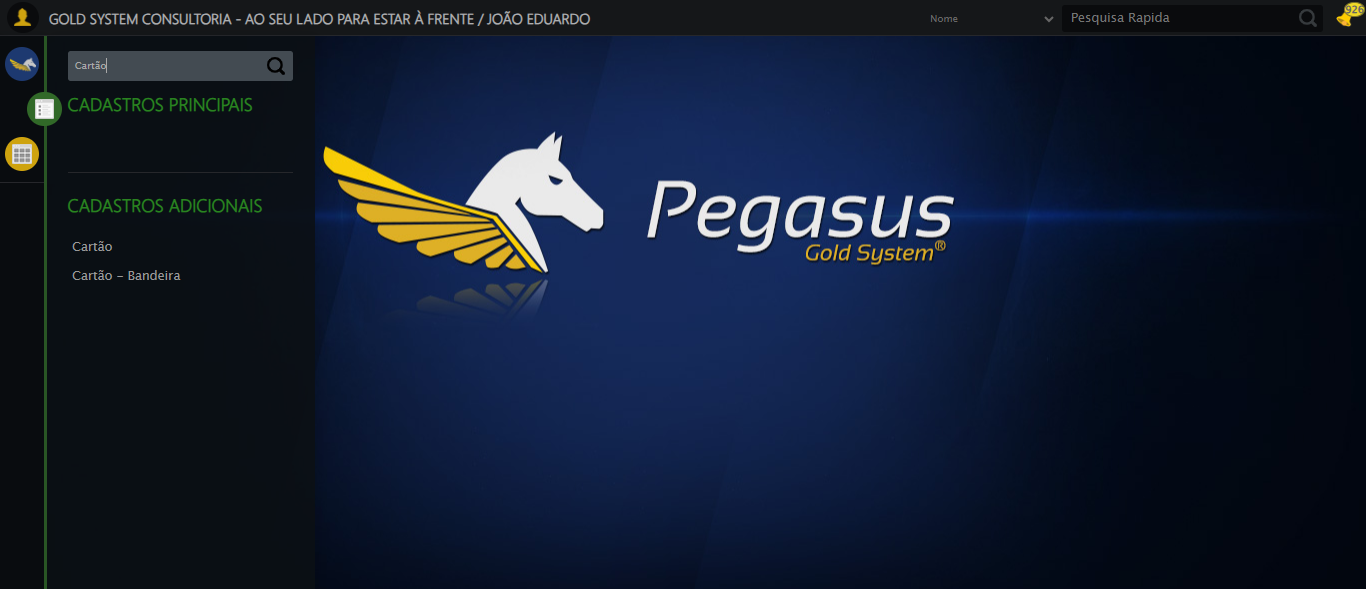 GOLD SYSTEM CONSULTORIA - AO SEU LADO PARA ESTAR À FRENTE / JOÃO EDUARDO
Nome
Pesquisa Rapida
926
Cartão
CADASTROS PRINCIPAIS
CADASTROS ADICIONAIS
Cartão
Cartão - Bandeira
Pegasus
Gold System®